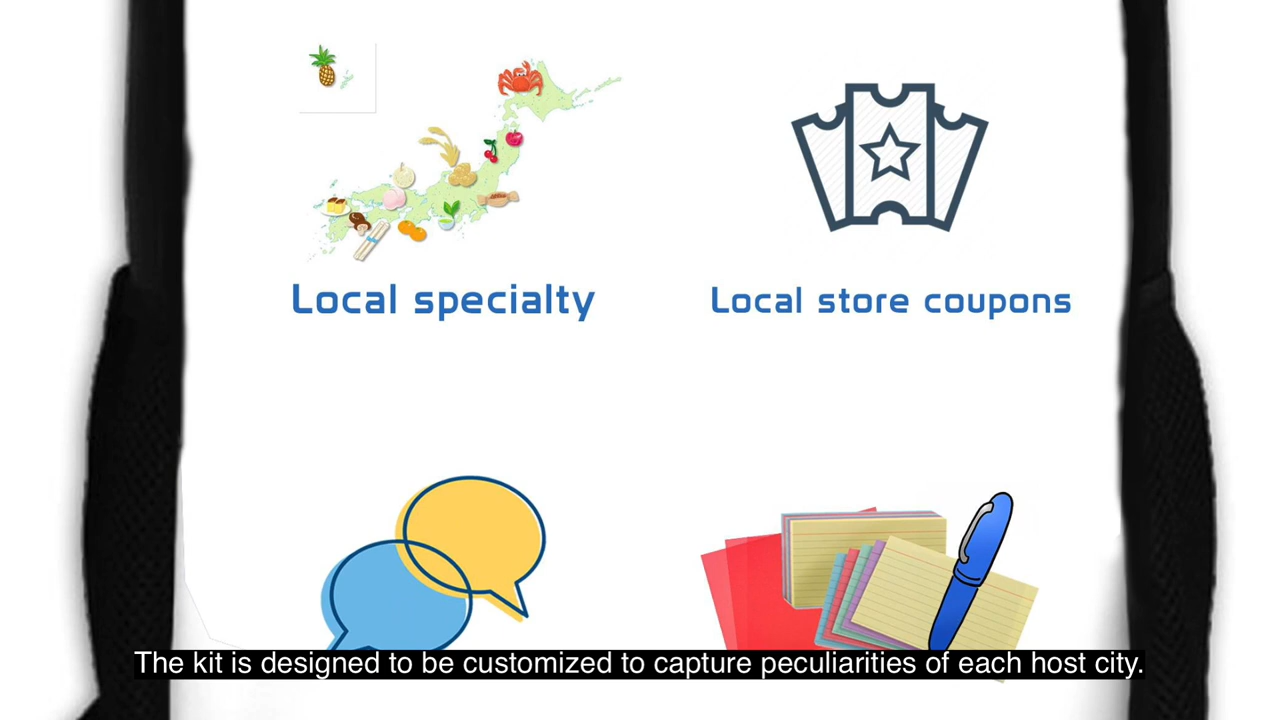 Local specialty
Local store coupons
The kit is designed to be customized to capture peculiarities of each host city.